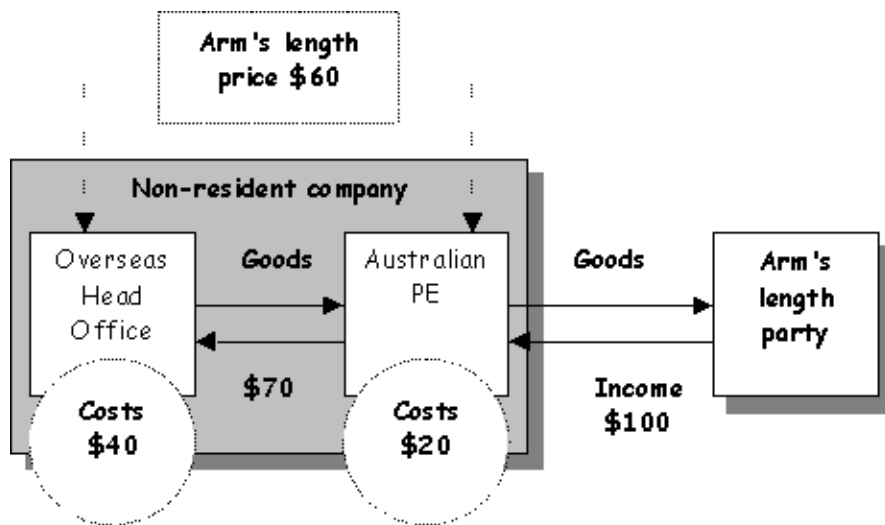 Arm's length
price $60
Non-resident company
Overseas
Head
Office
Goods
Australian
PE
Goods
Arm's
length
party
$70
Income
$100
Costs
$40
Costs
$20